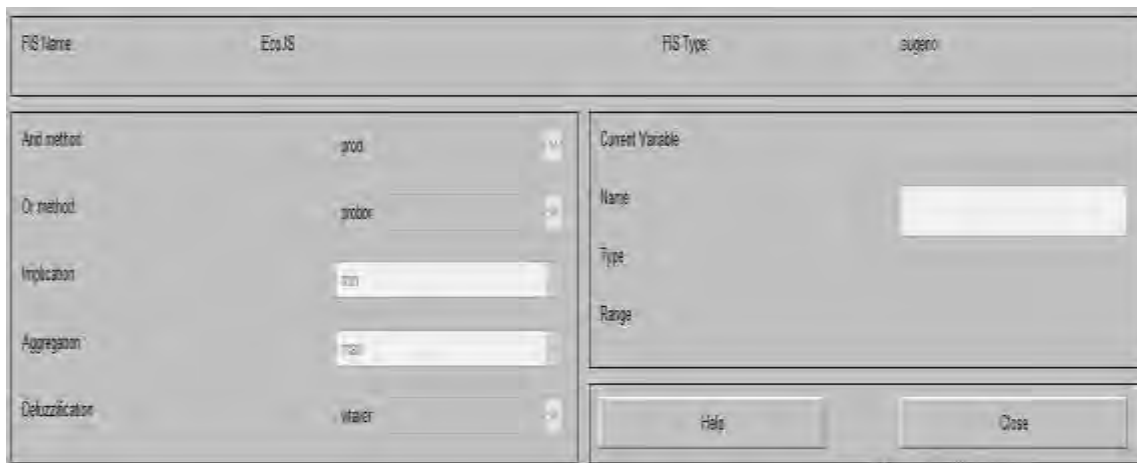 FIS Name: FIS Type: sugeno
And method prod
Or method probor
Implication min
Aggregation max
Defuzzification wtaver
Current Variable
Name
Type
Range
Help Close